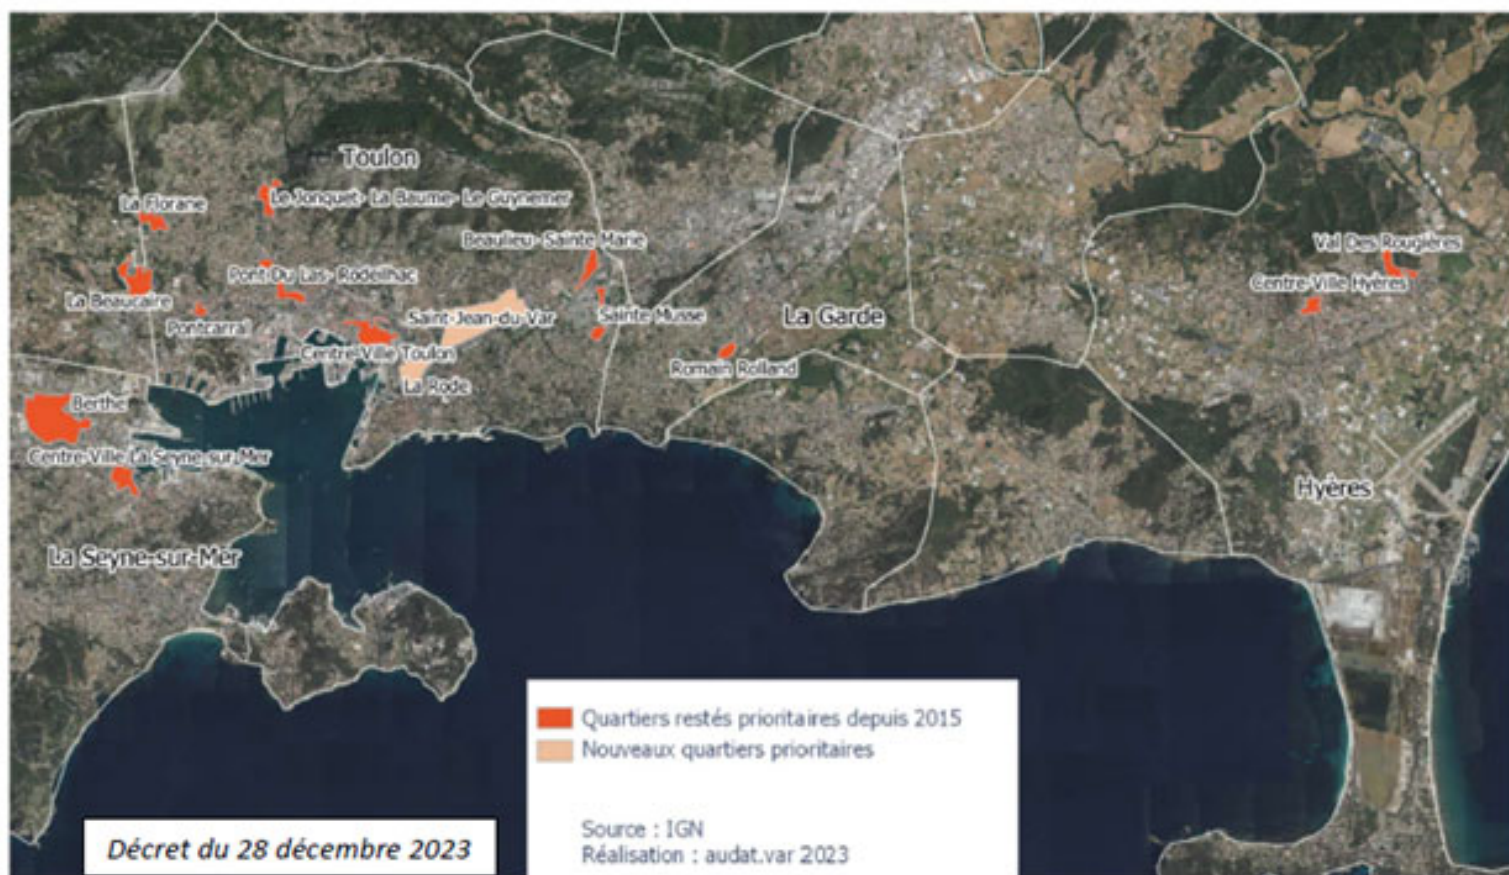 Toulon
La Florane
Le Jonquet- La Baume- Le Guynemer
Beaulieu- Sainte Marie
Val Des Rougières
Pont Du Las- Rodeilhac
Centre-Ville Hyères
La Beaucaire
Pontcarral
Saint-Jean-du-Var
Sainte Musse
La Garde
Centre-Ville Toulon
Romain Rolland
La Rode
Berthe
Centre-Ville La Seyne-sur-Mer
Hyères
La Seyne-sur-Mer
Quartiers restés prioritaires depuis 2015
Nouveaux quartiers prioritaires
Source : IGN
Réalisation : audat.var 2023
Décret du 28 décembre 2023